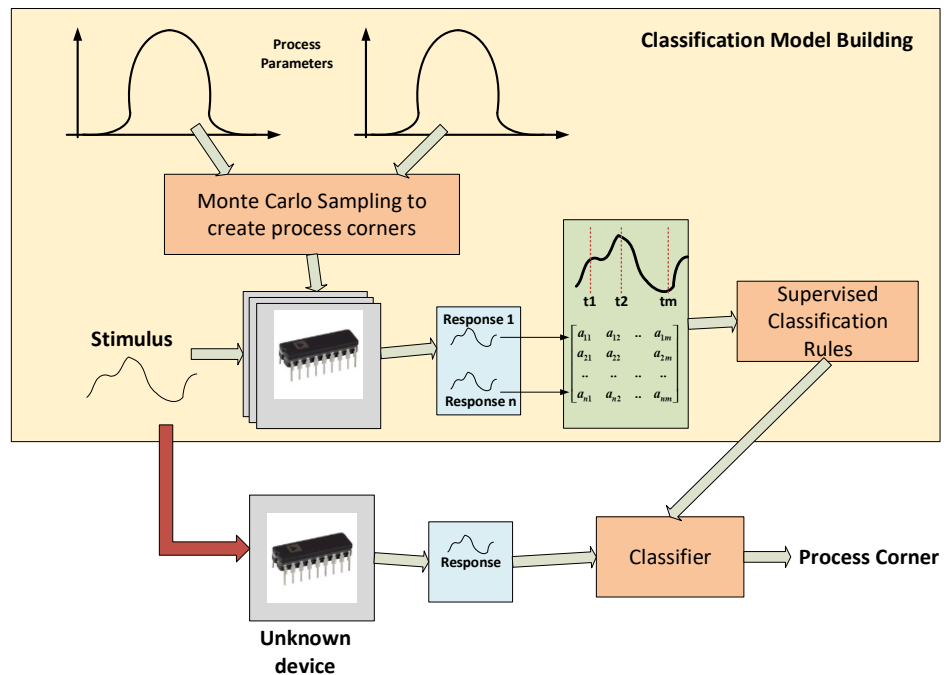 Process
Parameters
Classification Model Building
Monte Carlo Sampling to
create process corners
t1 t2 tm
Stimulus
Response 1
Response n
a11 a12 .. a1m
a21 a22 a2m
.. .. .. ..
an1 an2 .. anm
Supervised
Classification
Rules
Unknown
device
Response
Classifier
Process Corner